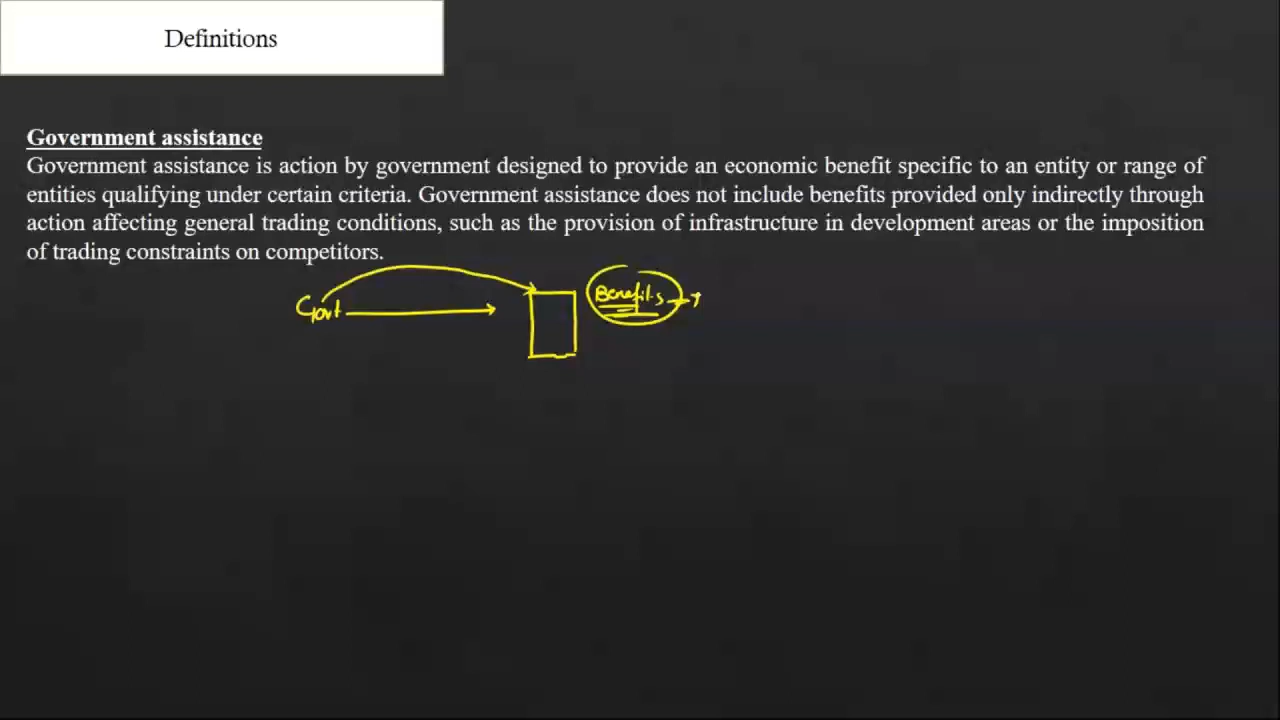 Definitions
Government assistance
Government assistance is action by government designed to provide an economic benefit specific to an entity or range of
entities qualifying under certain criteria. Government assistance does not include benefits provided only indirectly through
action affecting general trading conditions, such as the provision of infrastructure in development areas or the imposition
of trading constraints on competitors.
Govt
Benefits